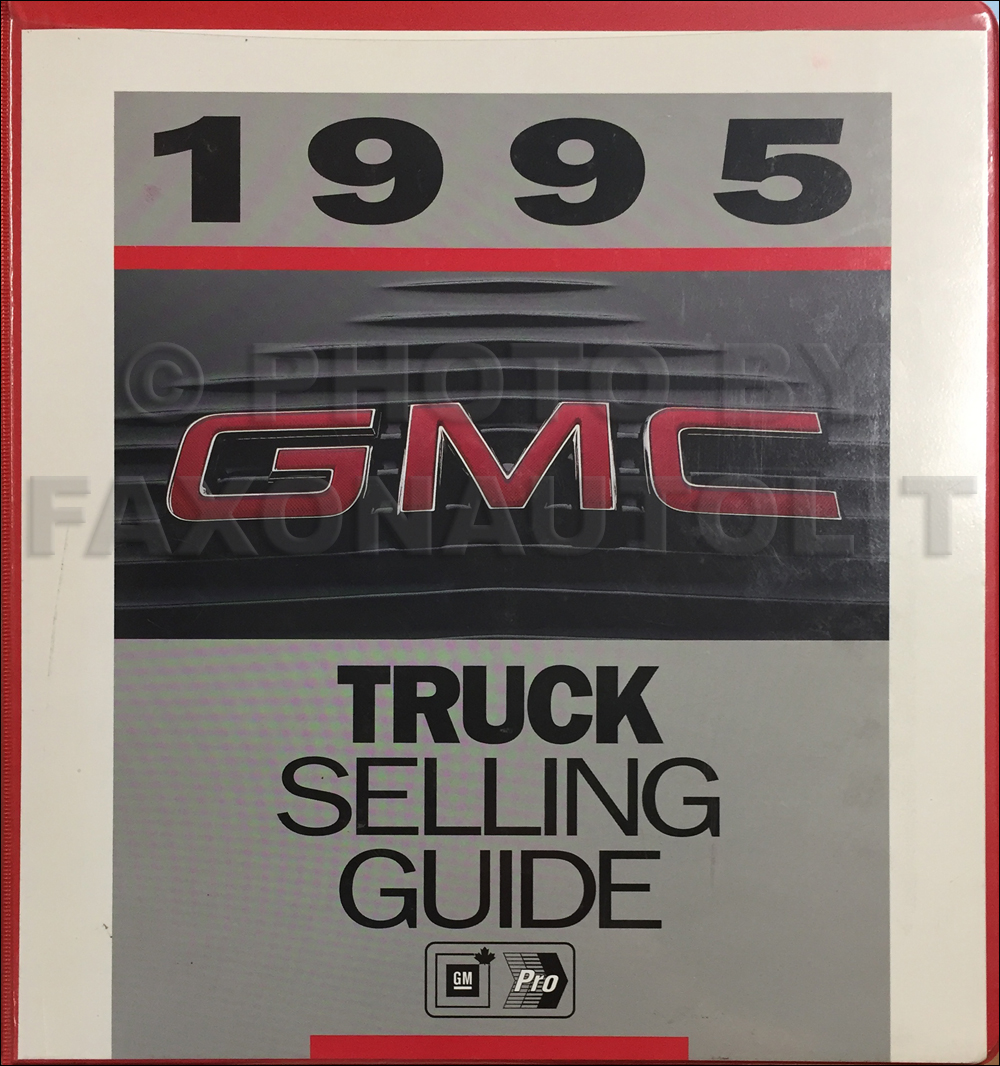 1995
© PHOTO BY
GMC
FAXONAUTOLIT
TRUCK
SELLING
GUIDE
GM Pro